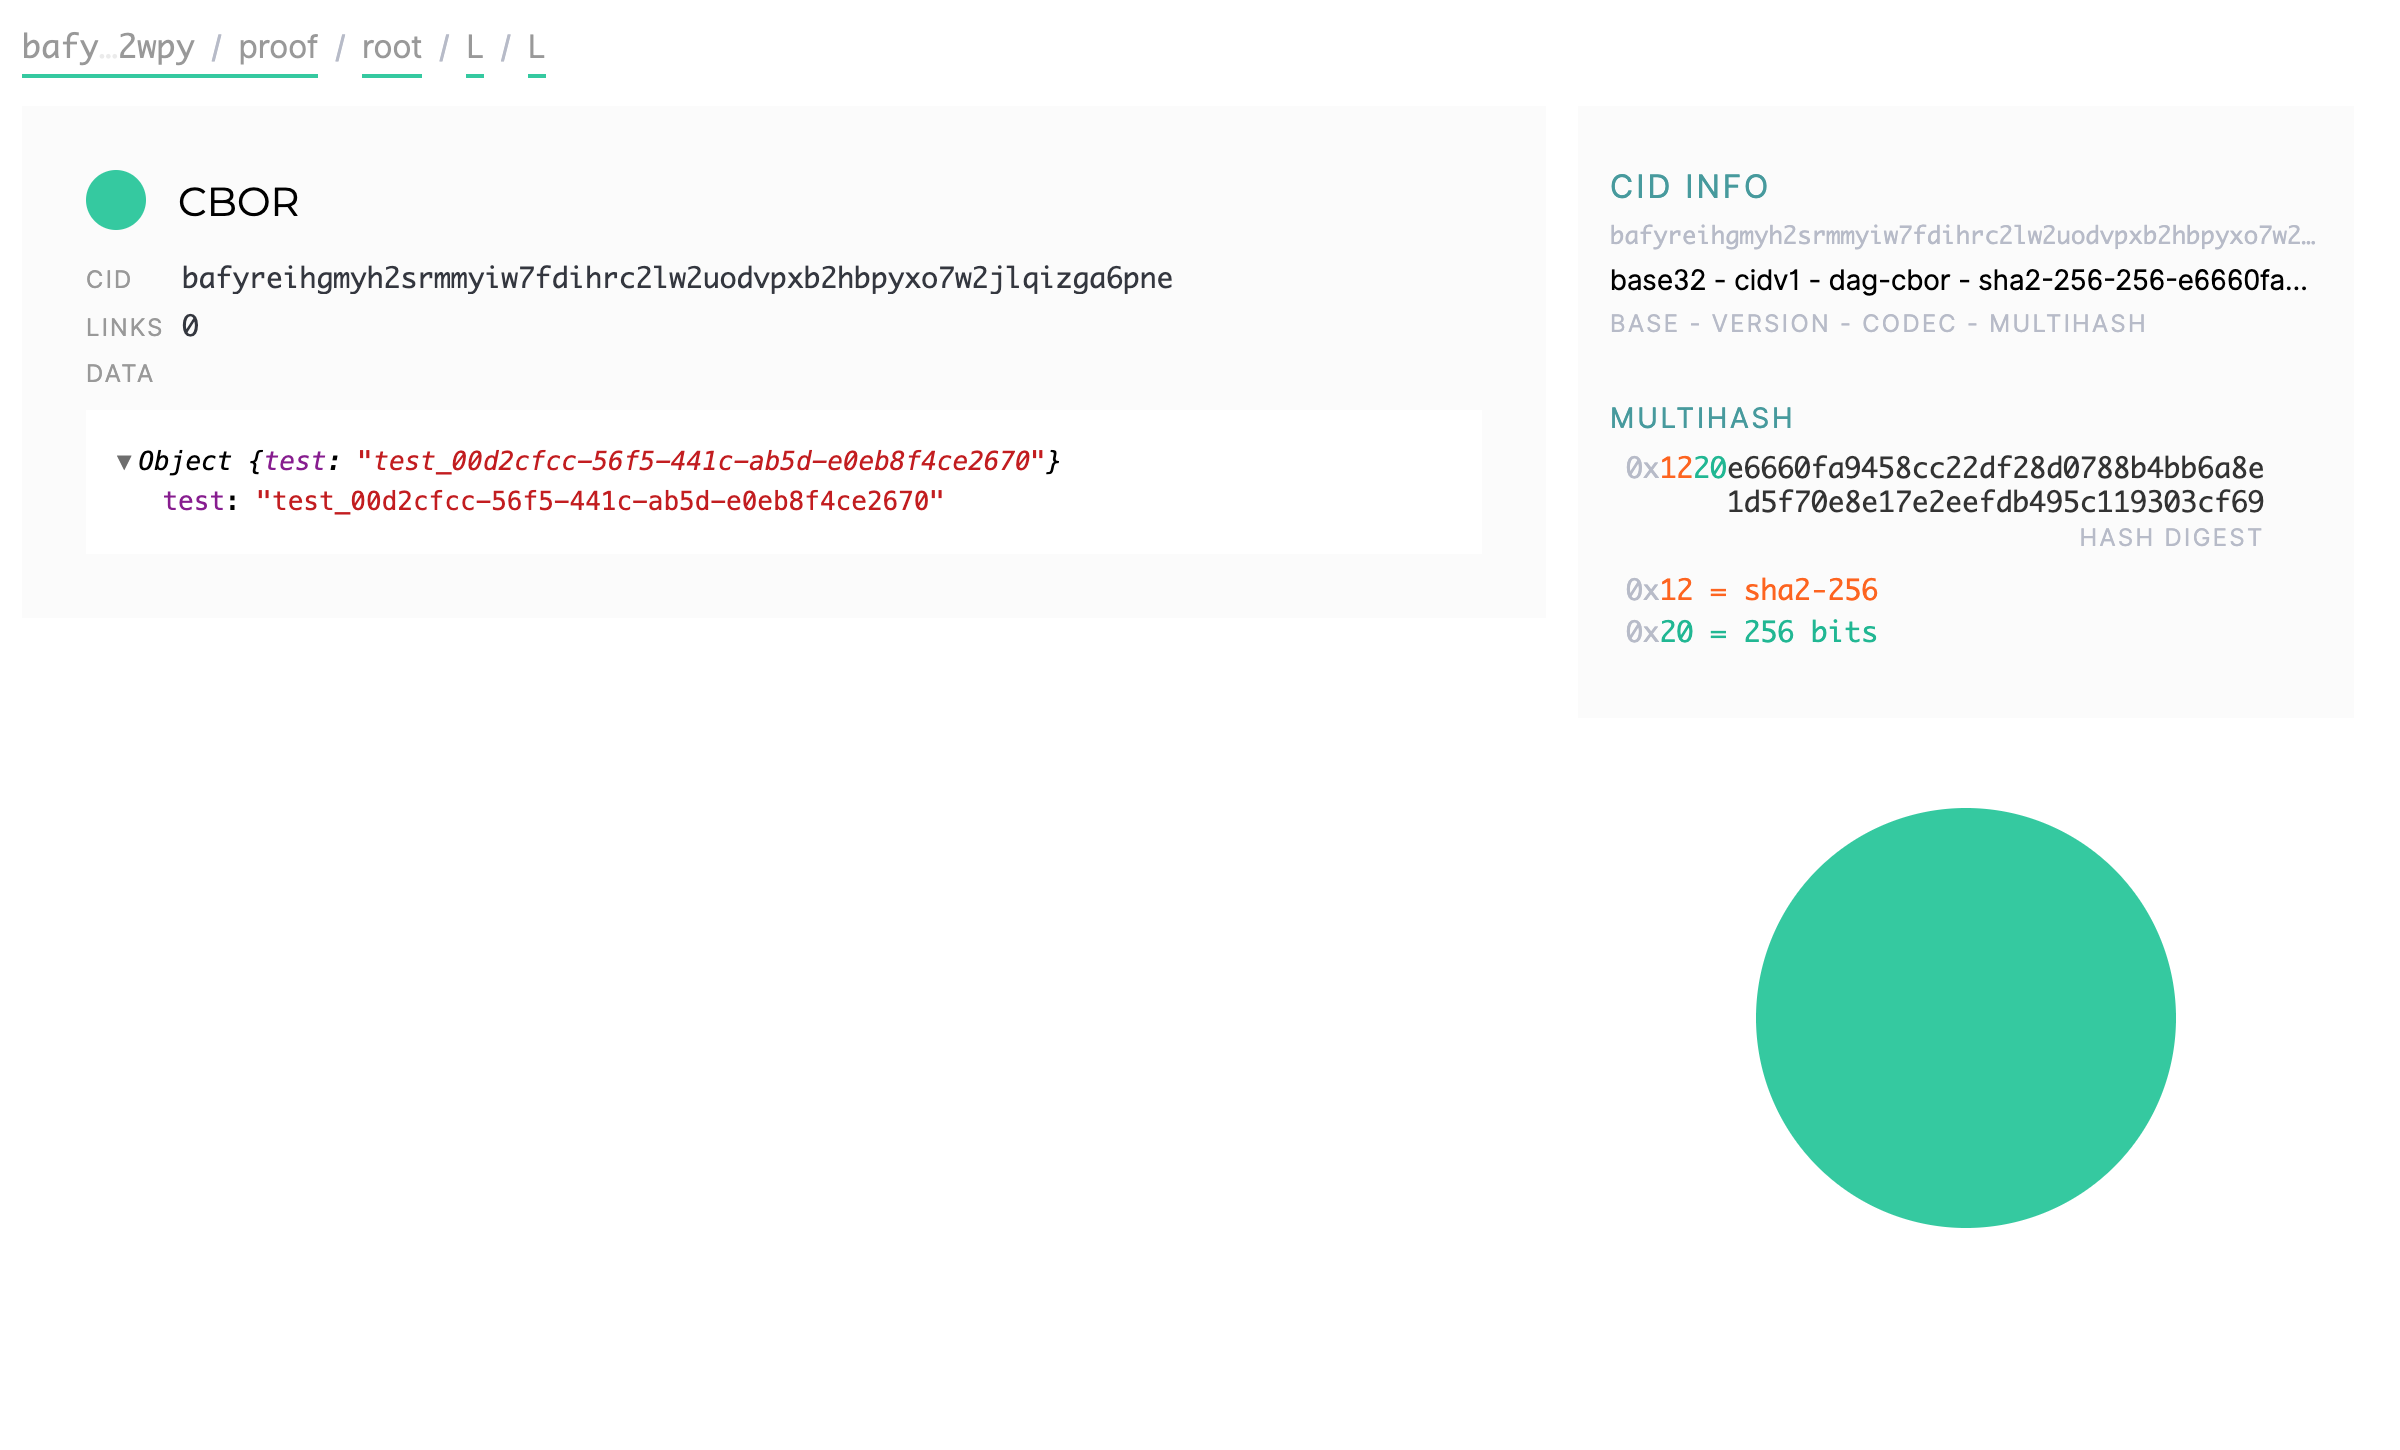 bafy…2wpy / proof / root / L / L
CBOR
CID bafyreihgmyh2srmmyiw7fdihrc2lw2uodvpxb2hbpyxo7w2jlqizga6pne
LINKS 0
DATA
▼Object {test: "test_00d2cfcc-56f5-441c-ab5d-e0eb8f4ce2670"}
test: "test_00d2cfcc-56f5-441c-ab5d-e0eb8f4ce2670"
CID INFO
bafyreihgmyh2srmmyiw7fdihrc2lw2uodvpxb2hbpyxo7w2…
base32 - cidv1 - dag-cbor - sha2-256-256-e6660fa...
BASE - VERSION - CODEC - MULTIHASH
MULTIHASH
0x1220e6660fa9458cc22df28d0788b4bb6a8e
1d5f70e8e17e2eefdb495c119303cf69
HASH DIGEST
0x12 = sha2-256
0x20 = 256 bits